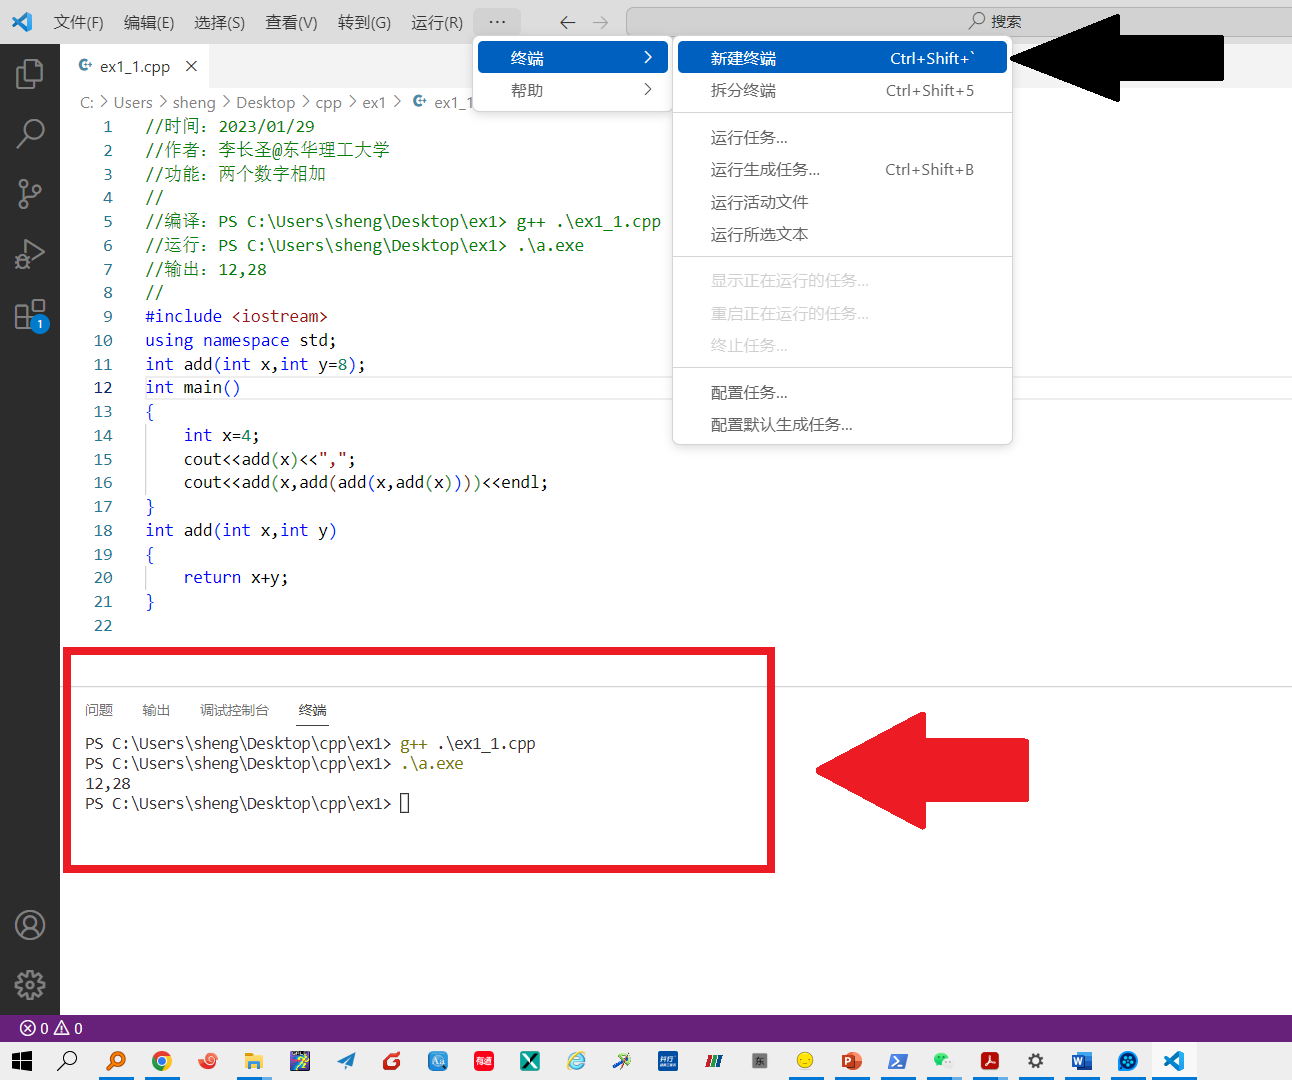 文件(F) 编辑(E) 选择(S) 查看(V) 转到(G) 运行(R) ··· 搜索
终端
帮助
新建终端 Ctrl+Shift+`
拆分终端 Ctrl+Shift+5
运行任务...
运行生成任务... Ctrl+Shift+B
运行活动文件
运行所选文本
显示正在运行的任务...
重启正在运行的任务...
终止任务...
配置任务...
配置默认生成任务...
ex1_1.cpp
C: > Users > sheng > Desktop > cpp > ex1 > ex1_1
1 //时间：2023/01/29
2 //作者：李长圣@东华理工大学
3 //功能：两个数字相加
4 //
5 //编译：PS C:\Users\sheng\Desktop\ex1> g++ .\ex1_1.cpp
6 //运行：PS C:\Users\sheng\Desktop\ex1> .\a.exe
7 //输出：12,28
8 //
9 #include <iostream>
10 using namespace std;
11 int add(int x,int y=8);
12 int main()
13 {
14 int x=4;
15 cout<<add(x)<<",";
16 cout<<add(x,add(add(x,add(x))))<<endl;
17 }
18 int add(int x,int y)
19 {
20 return x+y;
21 }
22
1
问题 输出 调试控制台 终端
PS C:\Users\sheng\Desktop\cpp\ex1> g++ .\ex1_1.cpp
PS C:\Users\sheng\Desktop\cpp\ex1> .\a.exe
12,28
PS C:\Users\sheng\Desktop\cpp\ex1>
0 0
有道
东